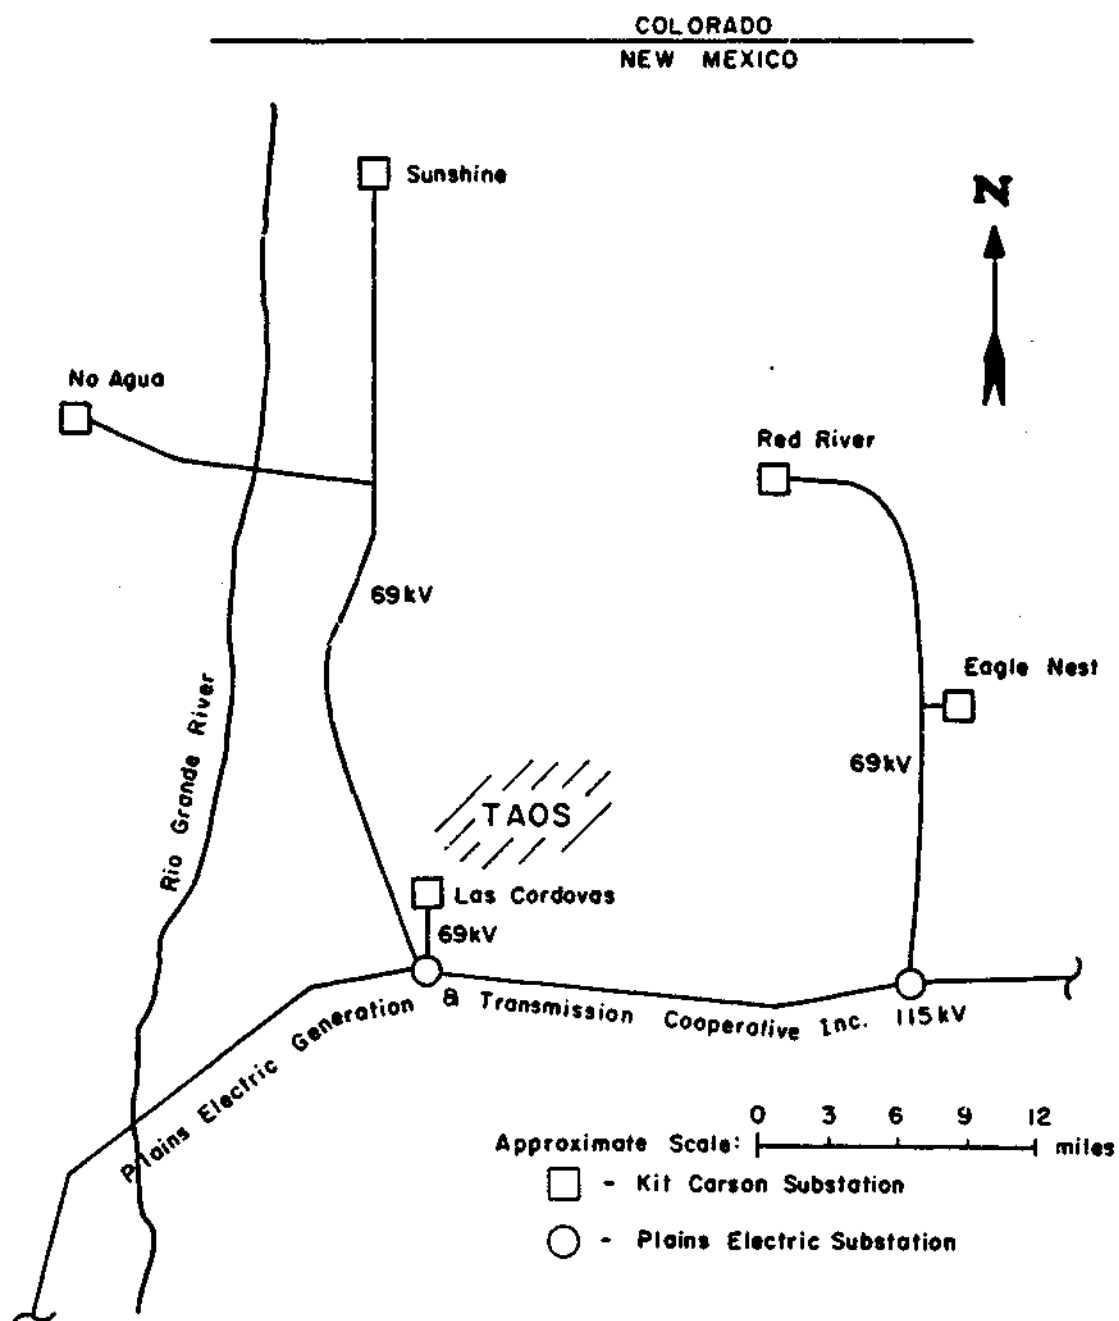 COLORADO
NEW MEXICO
Sunshine
N
No Agua
Red River
69kV
Eagle Nest
Rio Grande River
69kV
TAOS
Las Cordovas
69kV
Plains Electric Generation & Transmission Cooperative Inc. 115kV
0 3 6 9 12
Approximate Scale: miles
- Kit Carson Substation
- Plains Electric Substation